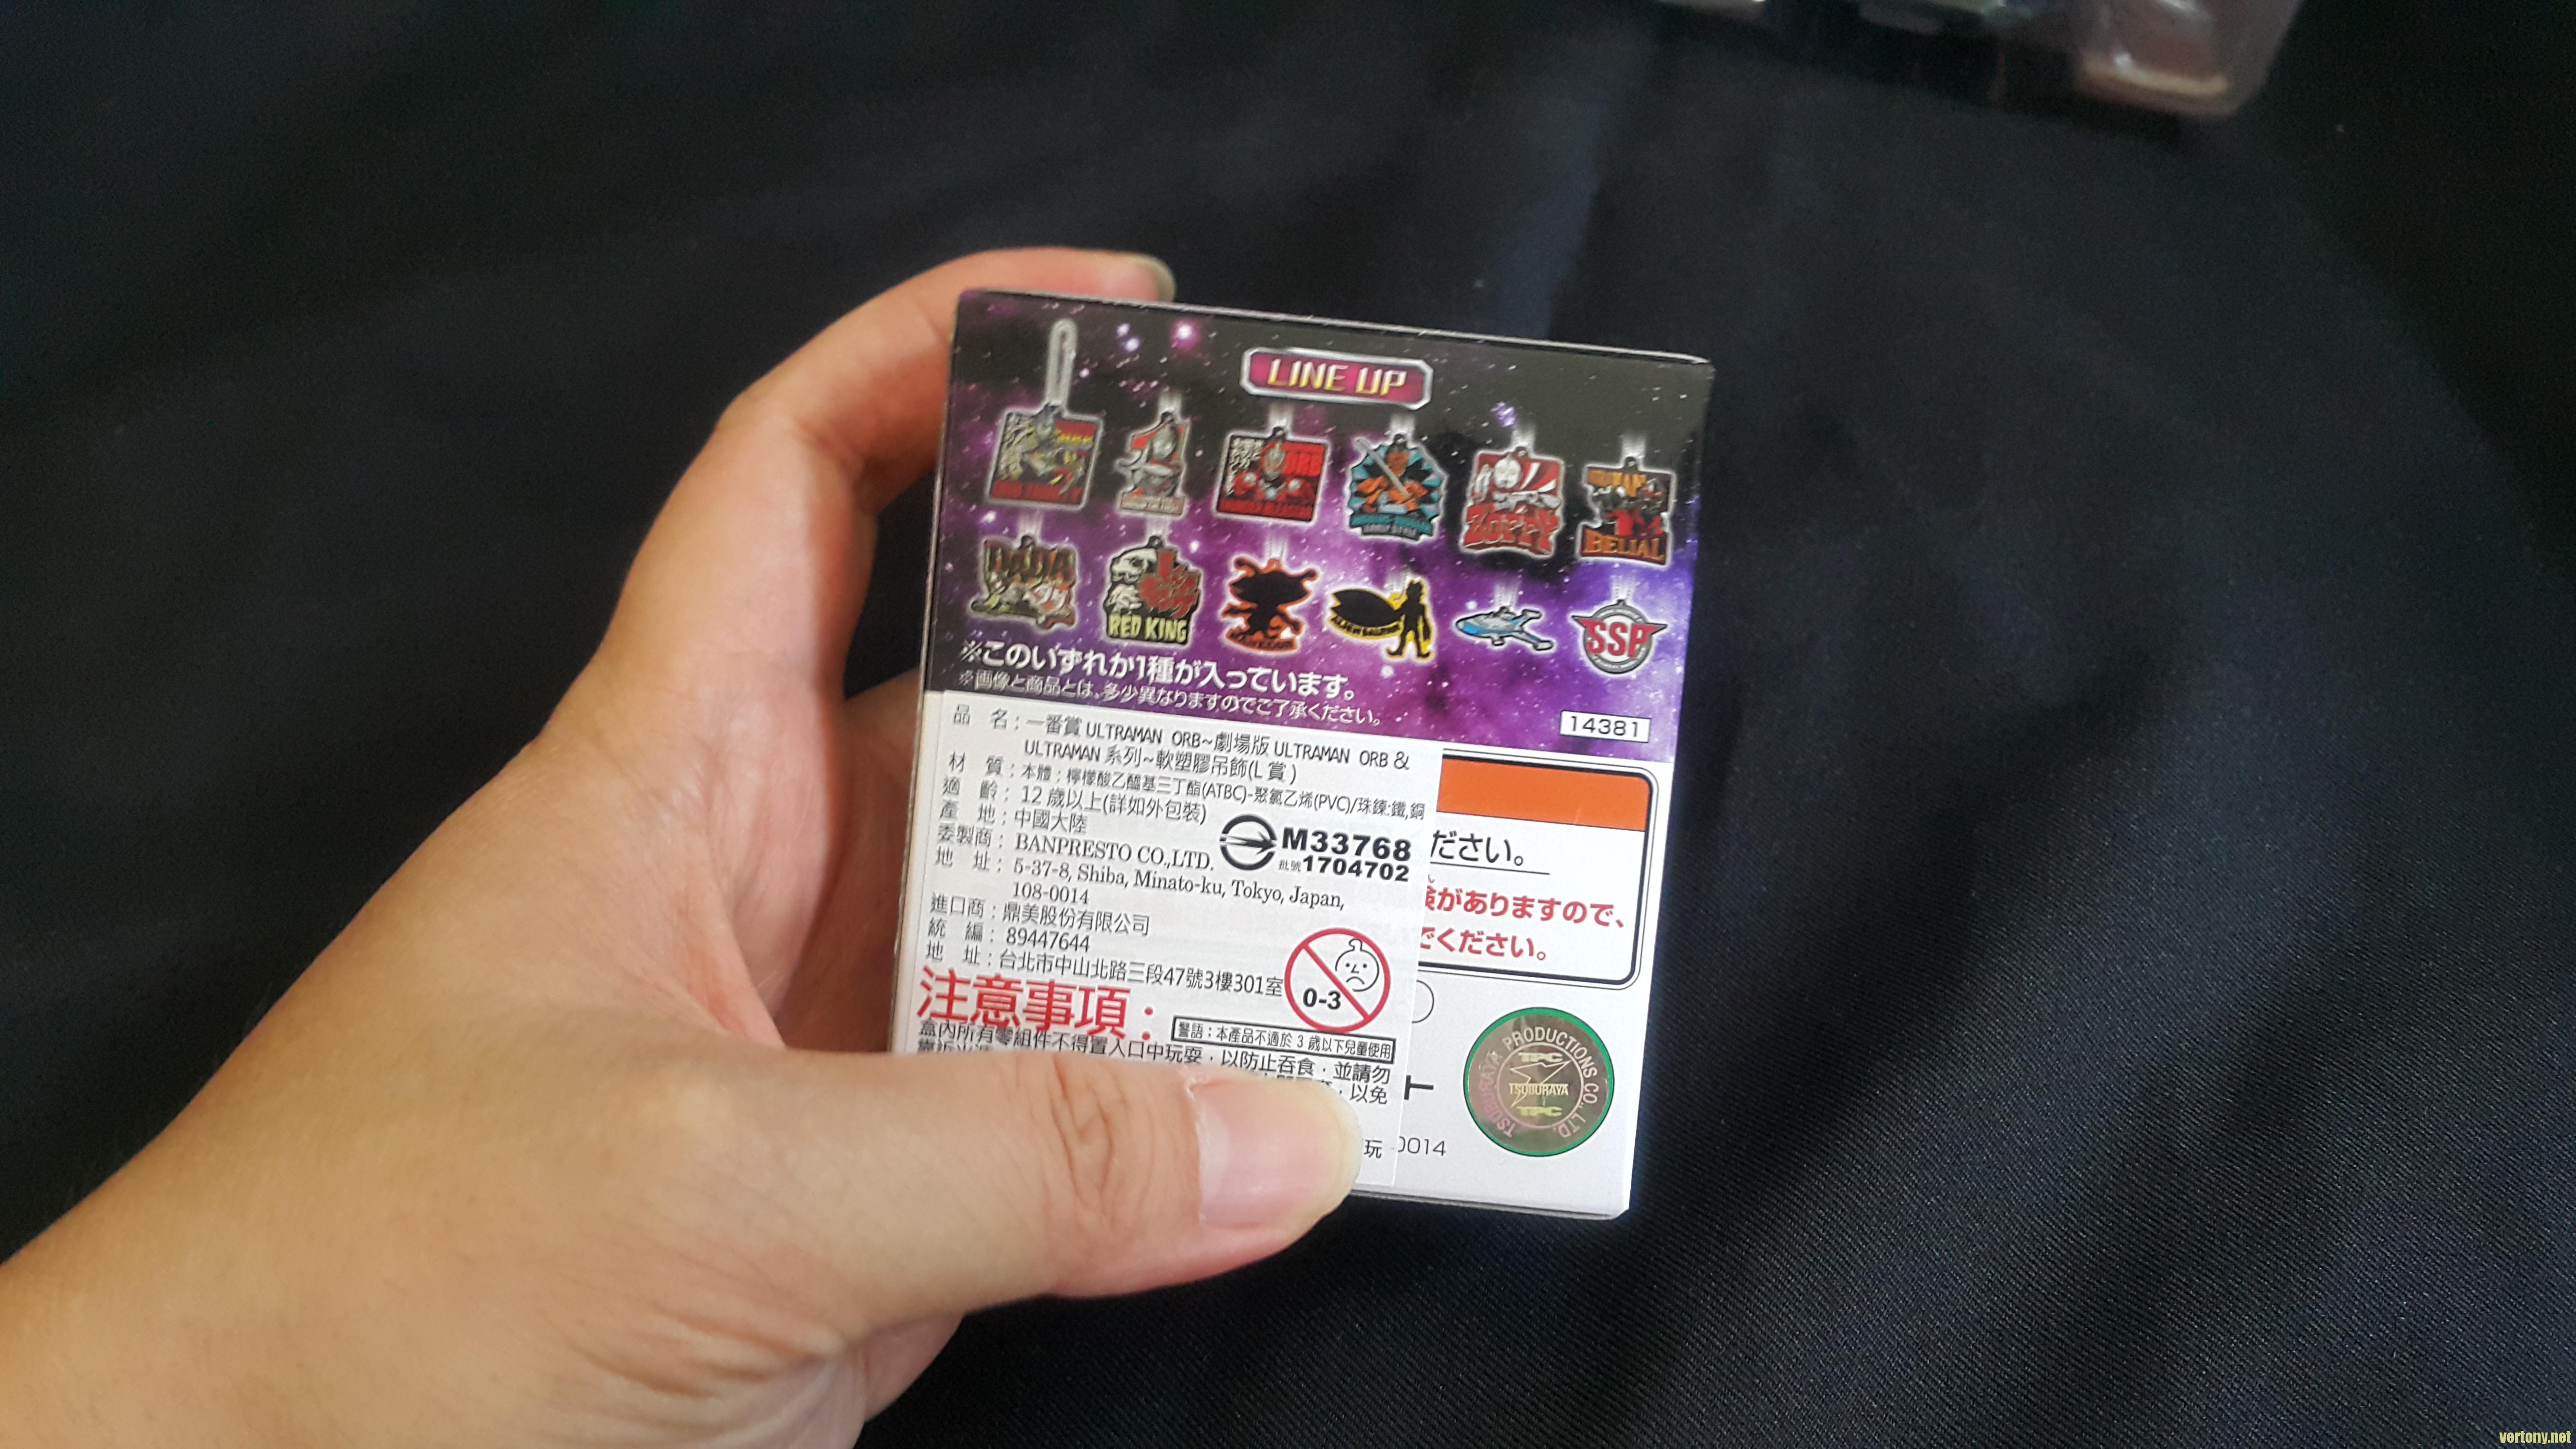 LINE UP
ORB
ZOFFY
BELIAL
RED KING
SSP
※このいずれか1種が入っています。
※画像と商品とは、多少異なりますのでご了承ください。
14381
品 名：一番賞 ULTRAMAN ORB~劇場版 ULTRAMAN ORB &
ULTRAMAN 系列~軟塑膠吊飾(L 賞)
材 質：本體：檸檬酸乙醯基三丁酯(ATBC)-聚氯乙烯(PVC)/珠鍊:鐵,銅
適 齡：12 歲以上(詳如外包裝)
產 地：中國大陸
委製商：BANPRESTO CO.,LTD.
M33768
批號1704702
地 址：5-37-8, Shiba, Minato-ku, Tokyo, Japan,
108-0014
進口商：鼎美股份有限公司
統 編：89447644
地 址：台北市中山北路三段47號3樓301室
0-3
注意事項：
警語：本產品不適於 3 歲以下兒童使用
盒內所有零組件不得置入口中玩耍，以防止吞食，並請勿
，以免
玩
ださい。
険がありますので、
でください。
0014
TSUBURAYA PRODUCTIONS CO.,LTD.
TPC
TSUBURAYA
TPC
vertony.net